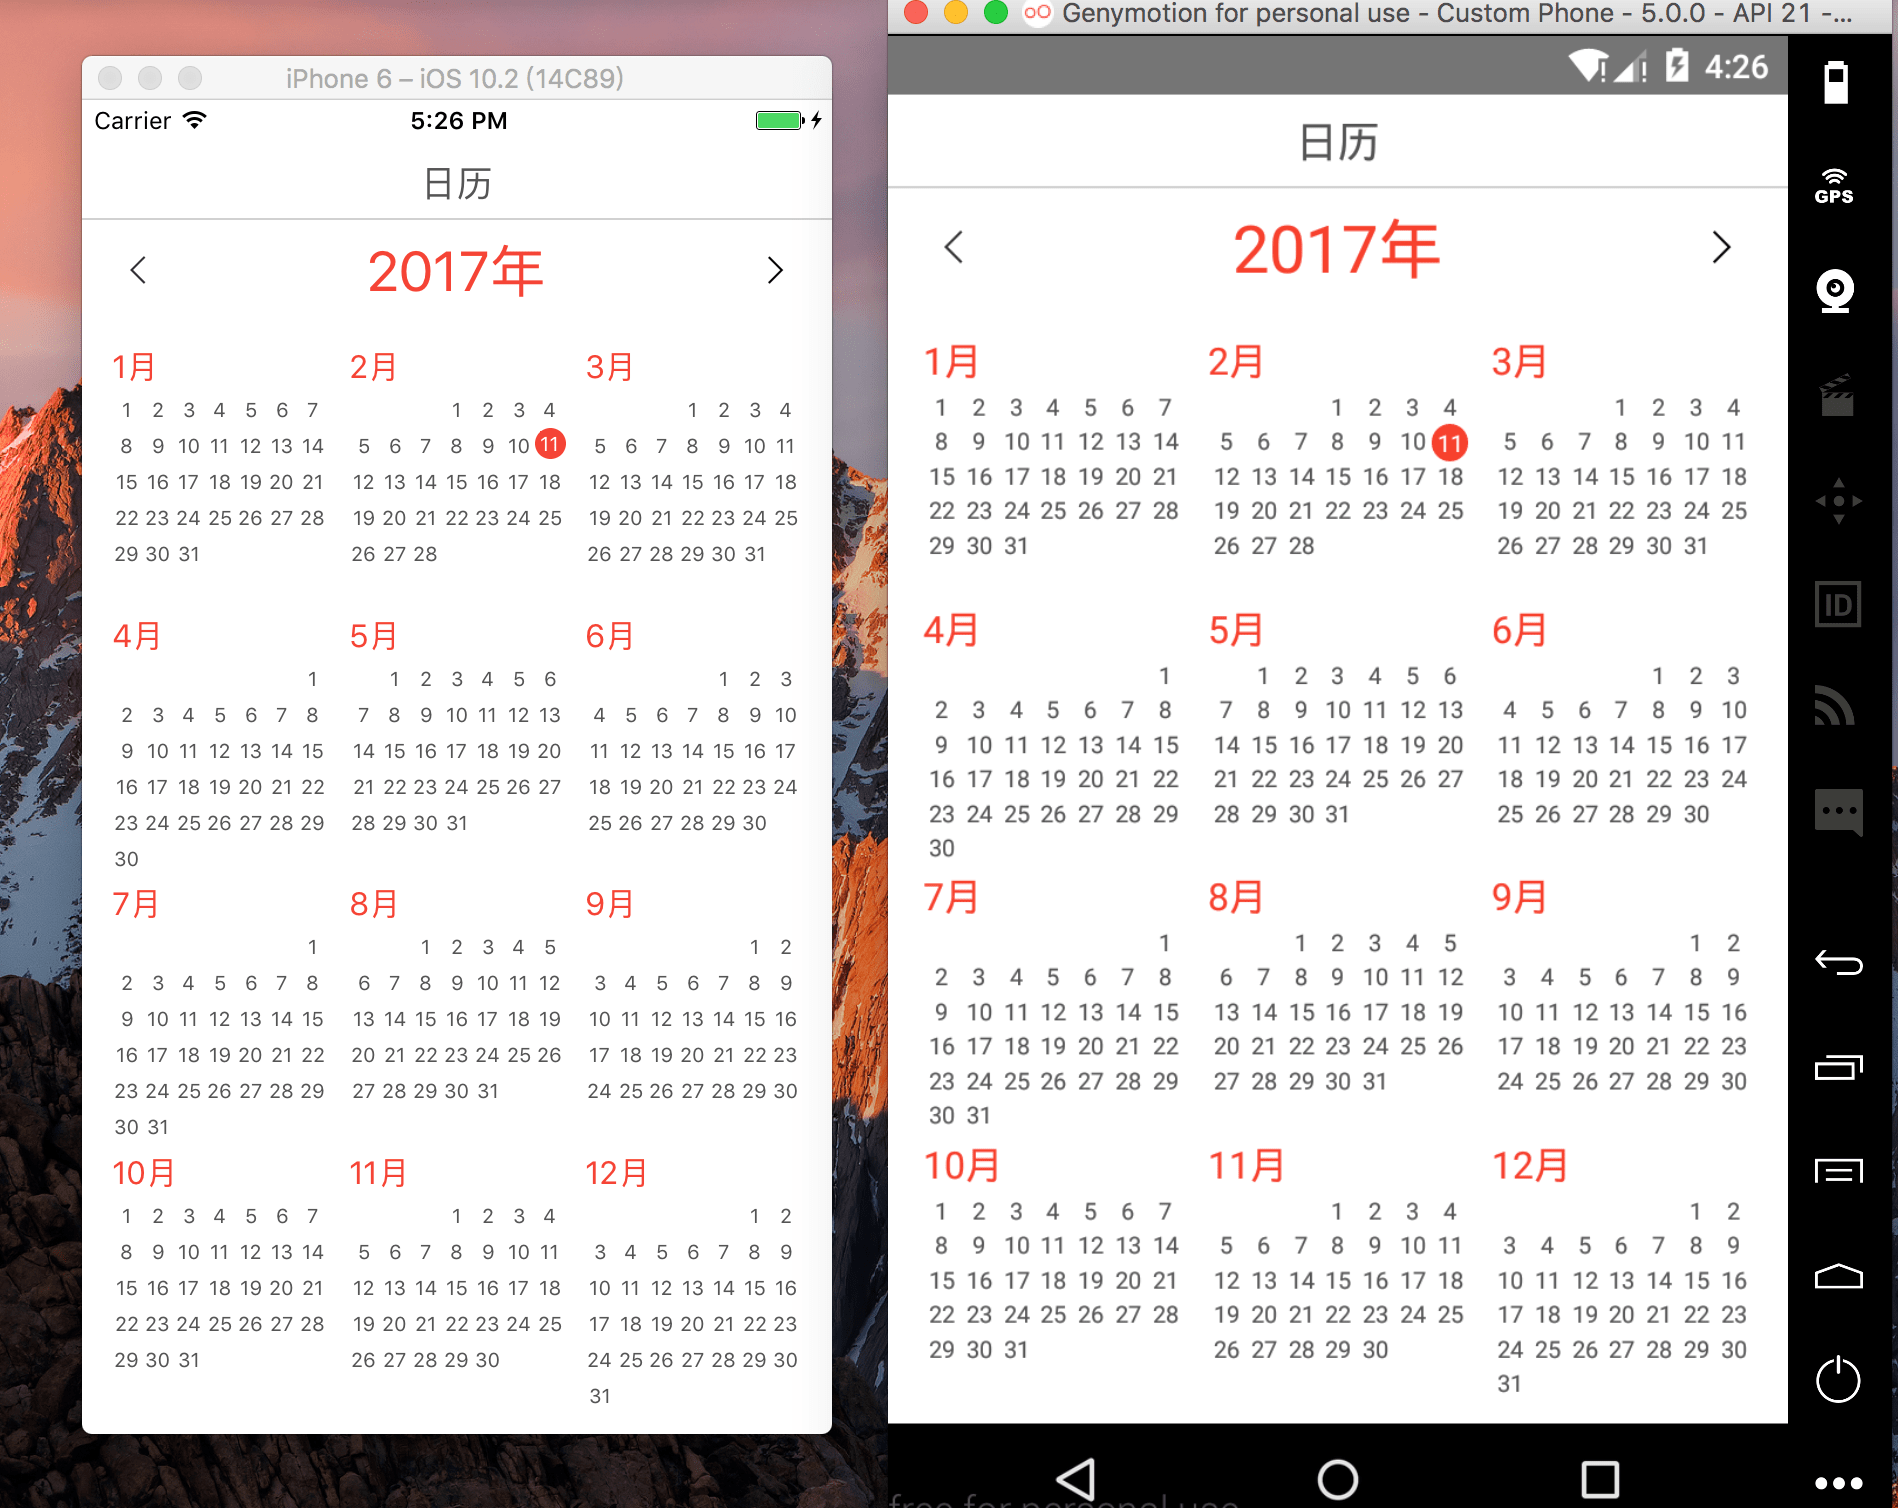 iPhone 6 – iOS 10.2 (14C89)
Carrier
5:26 PM
日历
2017年
1月 2月 3月
1 2 3 4 5 6 7 1 2 3 4 1 2 3 4
8 9 10 11 12 13 14 5 6 7 8 9 10 11 5 6 7 8 9 10 11
15 16 17 18 19 20 21 12 13 14 15 16 17 18 12 13 14 15 16 17 18
22 23 24 25 26 27 28 19 20 21 22 23 24 25 19 20 21 22 23 24 25
29 30 31 26 27 28 26 27 28 29 30 31
4月 5月 6月
1 1 2 3 4 5 6 1 2 3
2 3 4 5 6 7 8 7 8 9 10 11 12 13 4 5 6 7 8 9 10
9 10 11 12 13 14 15 14 15 16 17 18 19 20 11 12 13 14 15 16 17
16 17 18 19 20 21 22 21 22 23 24 25 26 27 18 19 20 21 22 23 24
23 24 25 26 27 28 29 28 29 30 31 25 26 27 28 29 30
30
7月 8月 9月
1 1 2 3 4 5 1 2
2 3 4 5 6 7 8 6 7 8 9 10 11 12 3 4 5 6 7 8 9
9 10 11 12 13 14 15 13 14 15 16 17 18 19 10 11 12 13 14 15 16
16 17 18 19 20 21 22 20 21 22 23 24 25 26 17 18 19 20 21 22 23
23 24 25 26 27 28 29 27 28 29 30 31 24 25 26 27 28 29 30
30 31
10月 11月 12月
1 2 3 4 5 6 7 1 2 3 4 1 2
8 9 10 11 12 13 14 5 6 7 8 9 10 11 3 4 5 6 7 8 9
15 16 17 18 19 20 21 12 13 14 15 16 17 18 10 11 12 13 14 15 16
22 23 24 25 26 27 28 19 20 21 22 23 24 25 17 18 19 20 21 22 23
29 30 31 26 27 28 29 30 24 25 26 27 28 29 30
31
Genymotion for personal use - Custom Phone - 5.0.0 - API 21 -...
4:26
日历
2017年
1月 2月 3月
1 2 3 4 5 6 7 1 2 3 4 1 2 3 4
8 9 10 11 12 13 14 5 6 7 8 9 10 11 5 6 7 8 9 10 11
15 16 17 18 19 20 21 12 13 14 15 16 17 18 12 13 14 15 16 17 18
22 23 24 25 26 27 28 19 20 21 22 23 24 25 19 20 21 22 23 24 25
29 30 31 26 27 28 26 27 28 29 30 31
4月 5月 6月
1 1 2 3 4 5 6 1 2 3
2 3 4 5 6 7 8 7 8 9 10 11 12 13 4 5 6 7 8 9 10
9 10 11 12 13 14 15 14 15 16 17 18 19 20 11 12 13 14 15 16 17
16 17 18 19 20 21 22 21 22 23 24 25 26 27 18 19 20 21 22 23 24
23 24 25 26 27 28 29 28 29 30 31 25 26 27 28 29 30
30
7月 8月 9月
1 1 2 3 4 5 1 2
2 3 4 5 6 7 8 6 7 8 9 10 11 12 3 4 5 6 7 8 9
9 10 11 12 13 14 15 13 14 15 16 17 18 19 10 11 12 13 14 15 16
16 17 18 19 20 21 22 20 21 22 23 24 25 26 17 18 19 20 21 22 23
23 24 25 26 27 28 29 27 28 29 30 31 24 25 26 27 28 29 30
30 31
10月 11月 12月
1 2 3 4 5 6 7 1 2 3 4 1 2
8 9 10 11 12 13 14 5 6 7 8 9 10 11 3 4 5 6 7 8 9
15 16 17 18 19 20 21 12 13 14 15 16 17 18 10 11 12 13 14 15 16
22 23 24 25 26 27 28 19 20 21 22 23 24 25 17 18 19 20 21 22 23
29 30 31 26 27 28 29 30 24 25 26 27 28 29 30
31
free for personal use
GPS
ID